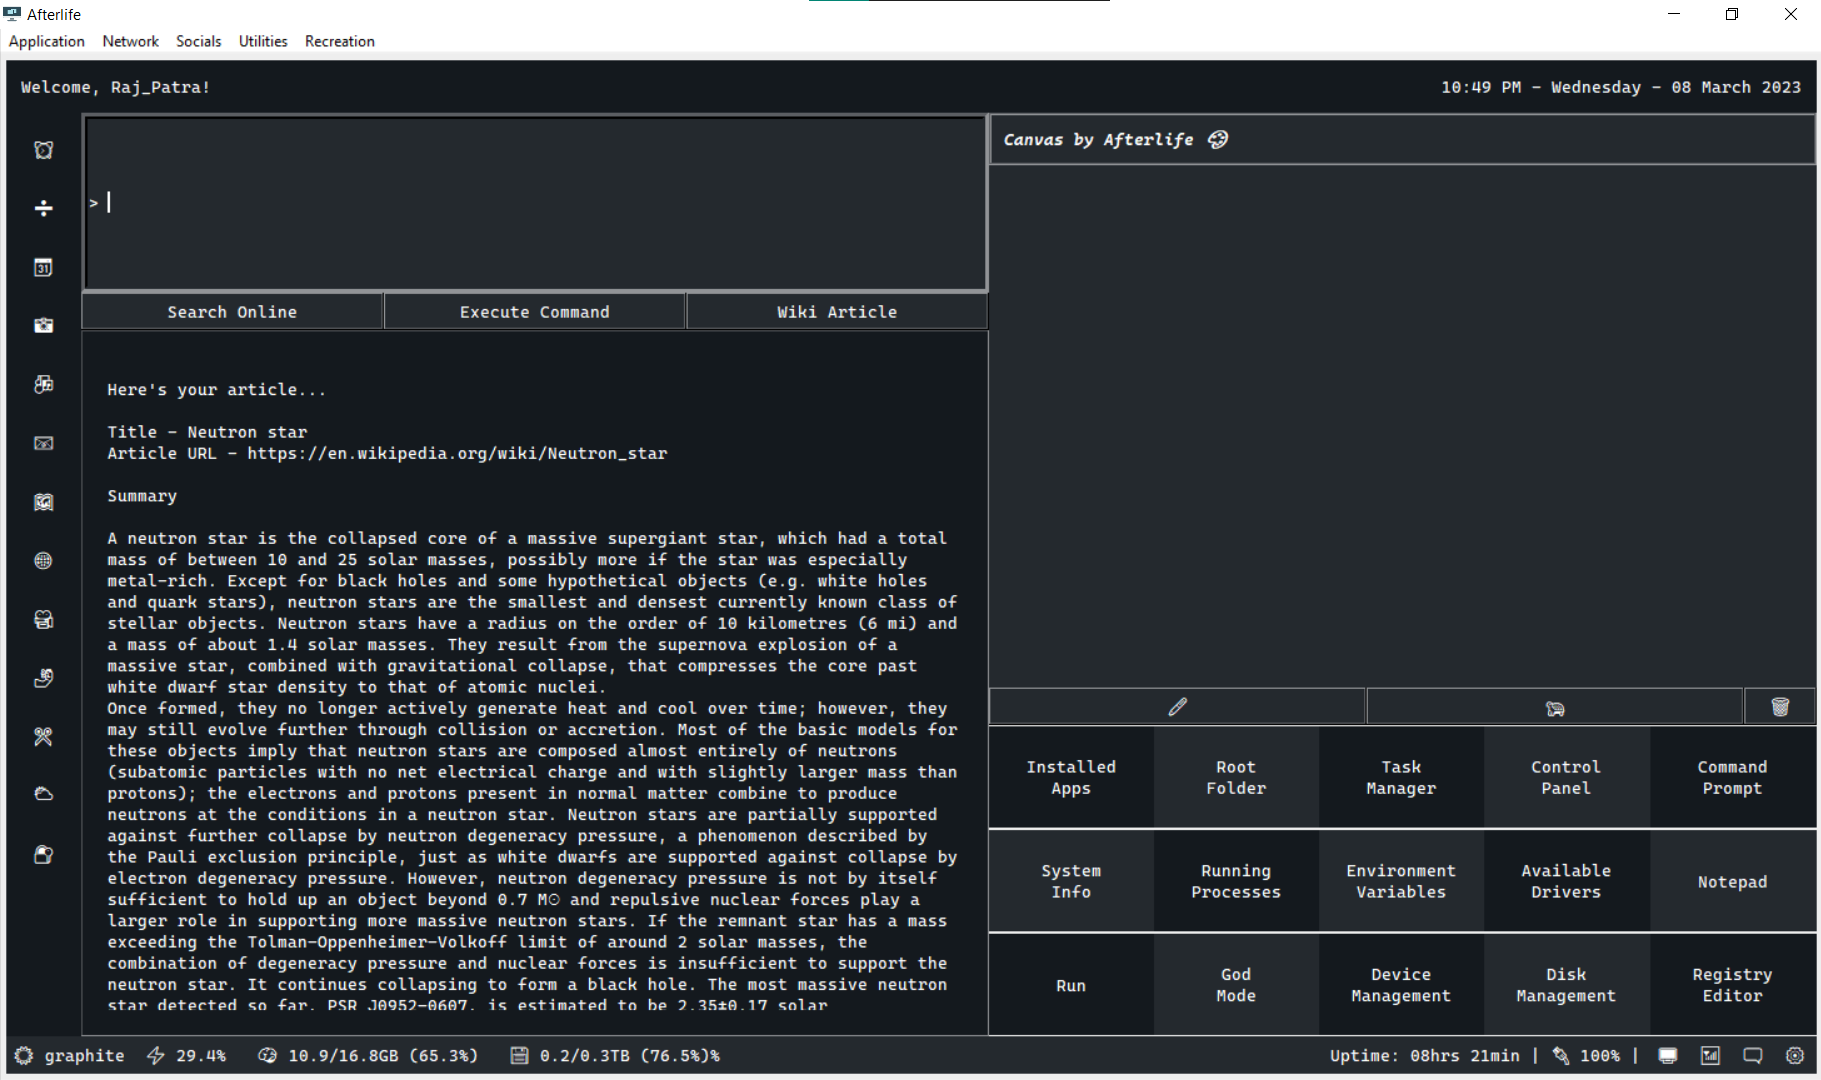 Afterlife
Application Network Socials Utilities Recreation
Welcome, Raj_Patra!
10:49 PM - Wednesday - 08 March 2023
>
Search Online Execute Command Wiki Article
Here's your article...
Title - Neutron star
Article URL - https://en.wikipedia.org/wiki/Neutron_star
Summary
A neutron star is the collapsed core of a massive supergiant star, which had a total
mass of between 10 and 25 solar masses, possibly more if the star was especially
metal-rich. Except for black holes and some hypothetical objects (e.g. white holes
and quark stars), neutron stars are the smallest and densest currently known class of
stellar objects. Neutron stars have a radius on the order of 10 kilometres (6 mi) and
a mass of about 1.4 solar masses. They result from the supernova explosion of a
massive star, combined with gravitational collapse, that compresses the core past
white dwarf star density to that of atomic nuclei.
Once formed, they no longer actively generate heat and cool over time; however, they
may still evolve further through collision or accretion. Most of the basic models for
these objects imply that neutron stars are composed almost entirely of neutrons
(subatomic particles with no net electrical charge and with slightly larger mass than
protons); the electrons and protons present in normal matter combine to produce
neutrons at the conditions in a neutron star. Neutron stars are partially supported
against further collapse by neutron degeneracy pressure, a phenomenon described by
the Pauli exclusion principle, just as white dwarfs are supported against collapse by
electron degeneracy pressure. However, neutron degeneracy pressure is not by itself
sufficient to hold up an object beyond 0.7 M☉ and repulsive nuclear forces play a
larger role in supporting more massive neutron stars. If the remnant star has a mass
exceeding the Tolman-Oppenheimer-Volkoff limit of around 2 solar masses, the
combination of degeneracy pressure and nuclear forces is insufficient to support the
neutron star. It continues collapsing to form a black hole. The most massive neutron
star detected so far, PSR J0952-0607, is estimated to be 2.35±0.17 solar
Canvas by Afterlife
Installed
Apps
Root
Folder
Task
Manager
Control
Panel
Command
Prompt
System
Info
Running
Processes
Environment
Variables
Available
Drivers
Notepad
Run
God
Mode
Device
Management
Disk
Management
Registry
Editor
graphite 29.4% 10.9/16.8GB (65.3%) 0.2/0.3TB (76.5%)%
Uptime: 08hrs 21min | 100% |
31